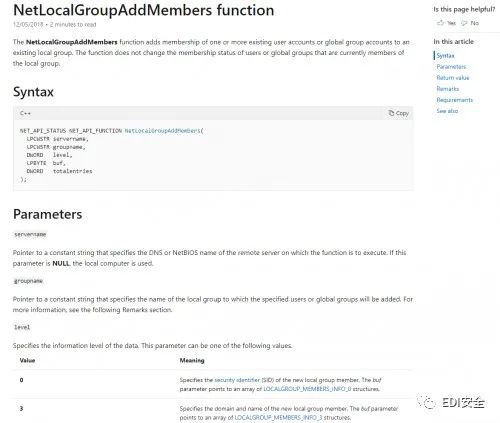 NetLocalGroupAddMembers function
12/05/2018 • 2 minutes to read
The NetLocalGroupAddMembers function adds membership of one or more existing user accounts or global group accounts to an
existing local group. The function does not change the membership status of users or global groups that are currently members of
the local group.
Syntax
C++
Copy
NET_API_STATUS NET_API_FUNCTION NetLocalGroupAddMembers(
LPCWSTR servername,
LPCWSTR groupname,
DWORD level,
LPBYTE buf,
DWORD totalentries
);
Parameters
servername
Pointer to a constant string that specifies the DNS or NetBIOS name of the remote server on which the function is to execute. If this
parameter is NULL, the local computer is used.
groupname
Pointer to a constant string that specifies the name of the local group to which the specified users or global groups will be added. For
more information, see the following Remarks section.
level
Specifies the information level of the data. This parameter can be one of the following values.
Value Meaning
0 Specifies the security identifier (SID) of the new local group member. The buf
parameter points to an array of LOCALGROUP_MEMBERS_INFO_0 structures.
3 Specifies the domain and name of the new local group member. The buf parameter
points to an array of LOCALGROUP_MEMBERS_INFO_3 structures.
Is this page helpful?
Yes No
In this article
Syntax
Parameters
Return value
Remarks
Requirements
See also
EDI安全